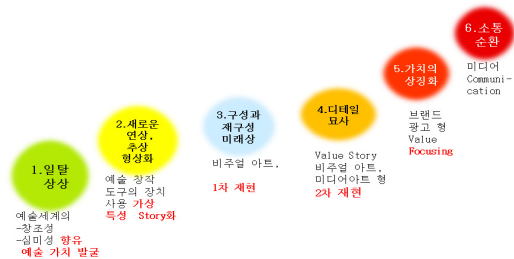 1.일탈
상상
예술세계의
-창조성
-심미성 향유
예술 가치 발굴
2.새로운
연상,
추상
형상화
예술 창작
도구의 장치
사용 가상
특성 Story화
3.구성과
재구성
미래상
비주얼 아트,
1차 재현
4.디테일
묘사
Value Story
비주얼 아트,
미디어아트 형
2차 재현
5.가치의
상징화
브랜드
광고 형
Value
Focusing
6.소통
순환
미디어
Communi-
cation